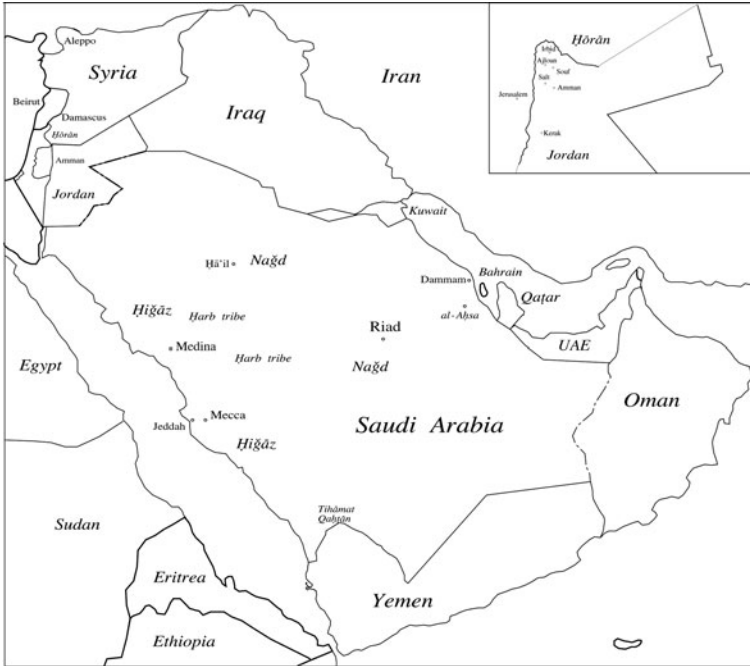 Aleppo
Syria
Iran
Beirut
Damascus
Iraq
Ḥōrān
Amman
Jordan
Kuwait
Ḥā'il
Naǧd
Dammam
Bahrain
Qaṭar
al-Aḥsa
Ḥiǧāz
Ḥarb tribe
Riad
Medina
UAE
Egypt
Ḥarb tribe
Naǧd
Oman
Mecca
Jeddah
Saudi Arabia
Ḥiǧāz
Tihāmat
Qaḥṭān
Sudan
Eritrea
Yemen
Ethiopia
Ḥōrān
Irbid
Ajloun
Souf
Salt
Amman
Jerusalem
Kerak
Jordan